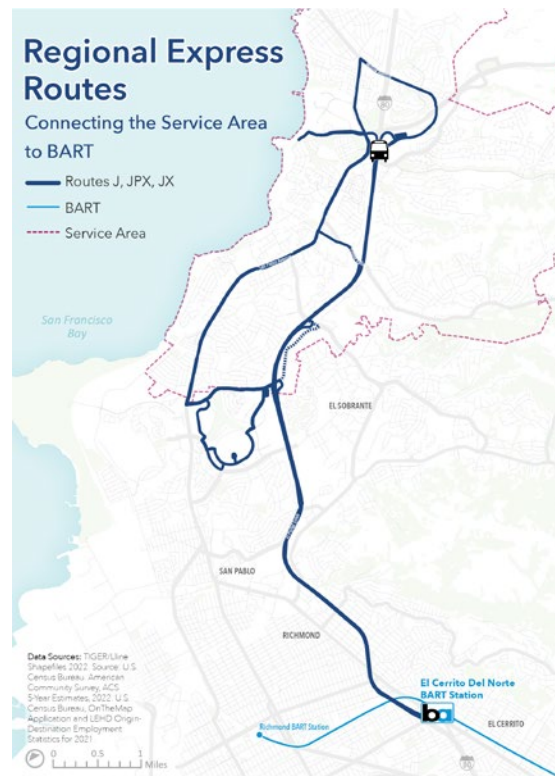 Regional Express
Routes
Connecting the Service Area
to BART
Routes J, JPX, JX
BART
Service Area
80
San Francisco
Bay
EL SOBRANTE
SAN PABLO
RICHMOND
El Cerrito Del Norte
BART Station
ba
EL CERRITO
Richmond BART Station
80
Data Sources: TIGER/Line
Shapefiles 2022. Source: U.S.
Census Bureau. American
Community Survey, ACS
5-Year Estimates, 2022. U.S.
Census Bureau, OnTheMap
Application and LEHD Origin-
Destination Employment
Statistics for 2021
0 0.5 1
Miles